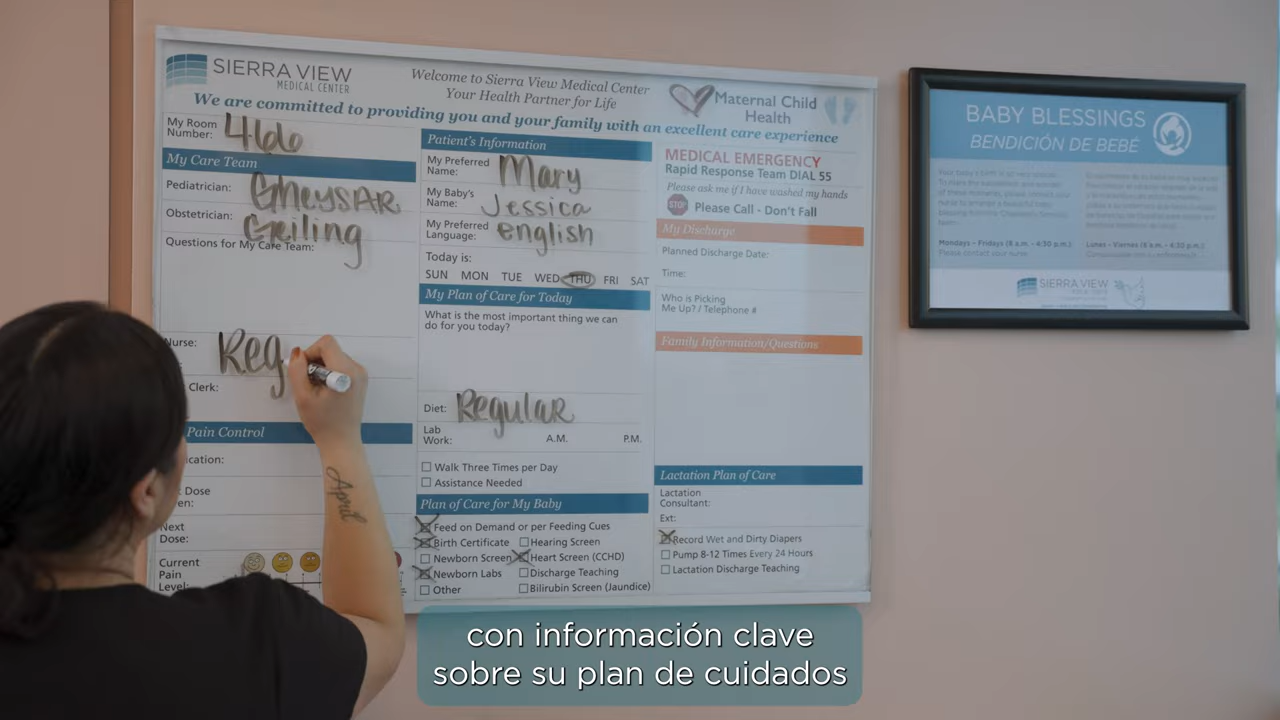 SIERRA VIEW
MEDICAL CENTER
Welcome to Sierra View Medical Center
Your Health Partner for Life
Maternal Child
Health
We are committed to providing you and your family with an excellent care experience
My Room
Number: 466
My Care Team
Pediatrician: GHEYSAR
Obstetrician: Geiling
Questions for My Care Team:
Nurse: Reg
Clerk:
Pain Control
Dose
Next
Dose:
Current
Pain
Level:
Patient's Information
My Preferred
Name: Mary
My Baby's
Name: Jessica
My Preferred
Language: english
Today is:
SUN MON TUE WED THU FRI SAT
My Plan of Care for Today
What is the most important thing we can
do for you today?
Diet: Regular
Lab
Work: A.M. P.M.
Walk Three Times per Day
Assistance Needed
Plan of Care for My Baby
Feed on Demand or per Feeding Cues
Birth Certificate Hearing Screen
Newborn Screen Heart Screen (CCHD)
Newborn Labs Discharge Teaching
Other Bilirubin Screen (Jaundice)
MEDICAL EMERGENCY
Rapid Response Team DIAL 55
Please ask me if I have washed my hands
STOP Please Call - Don't Fall
My Discharge
Planned Discharge Date:
Time:
Who is Picking
Me Up? / Telephone #
Family Information/Questions
Lactation Plan of Care
Lactation
Consultant:
Ext:
Record Wet and Dirty Diapers
Pump 8-12 Times Every 24 Hours
Lactation Discharge Teaching
April
BABY BLESSINGS
BENDICIÓN DE BEBÉ
Mondays – Fridays (8 a.m. - 4:30 p.m.)
Please contact your nurse
Lunes - Viernes (8 a.m. - 4:30 p.m.)
SIERRA VIEW
con información clave
sobre su plan de cuidados